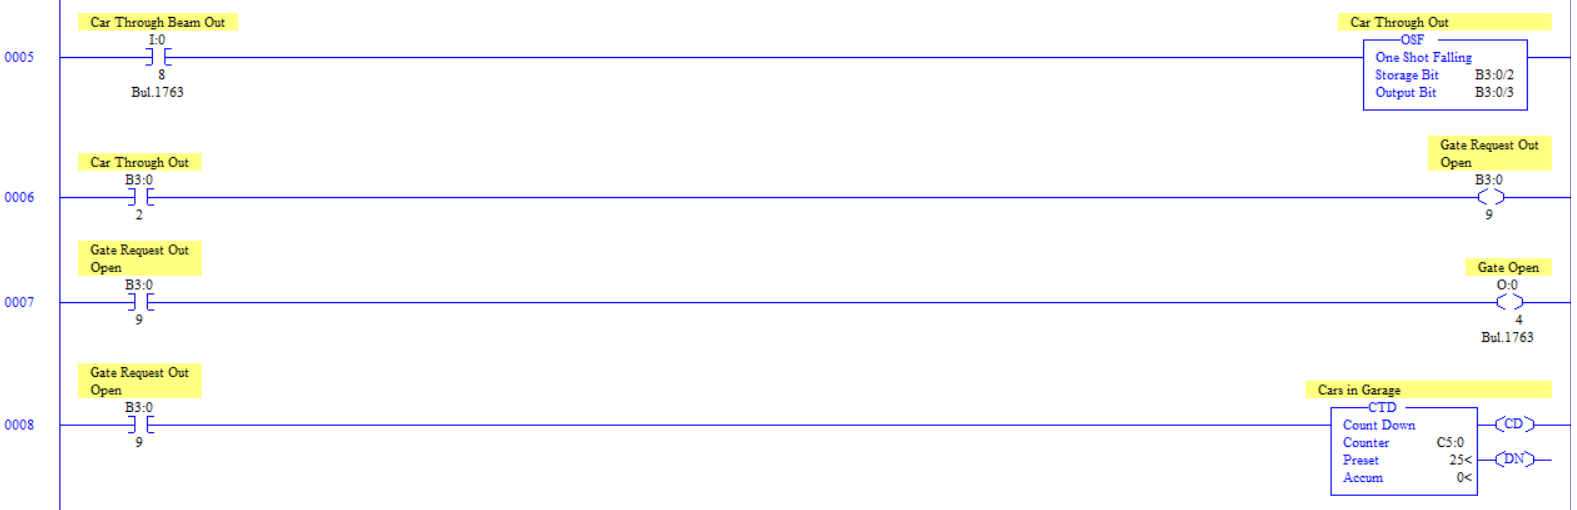 Car Through Beam Out
I:0
0005
8
Bul.1763
Car Through Out
OSF
One Shot Falling
Storage Bit B3:0/2
Output Bit B3:0/3
Car Through Out
B3:0
0006
2
Gate Request Out
Open
B3:0
9
Gate Request Out
Open
B3:0
0007
9
Gate Open
O:0
4
Bul.1763
Gate Request Out
Open
B3:0
0008
9
Cars in Garage
CTD
Count Down
Counter C5:0
Preset 25<
Accum 0<
CD
DN